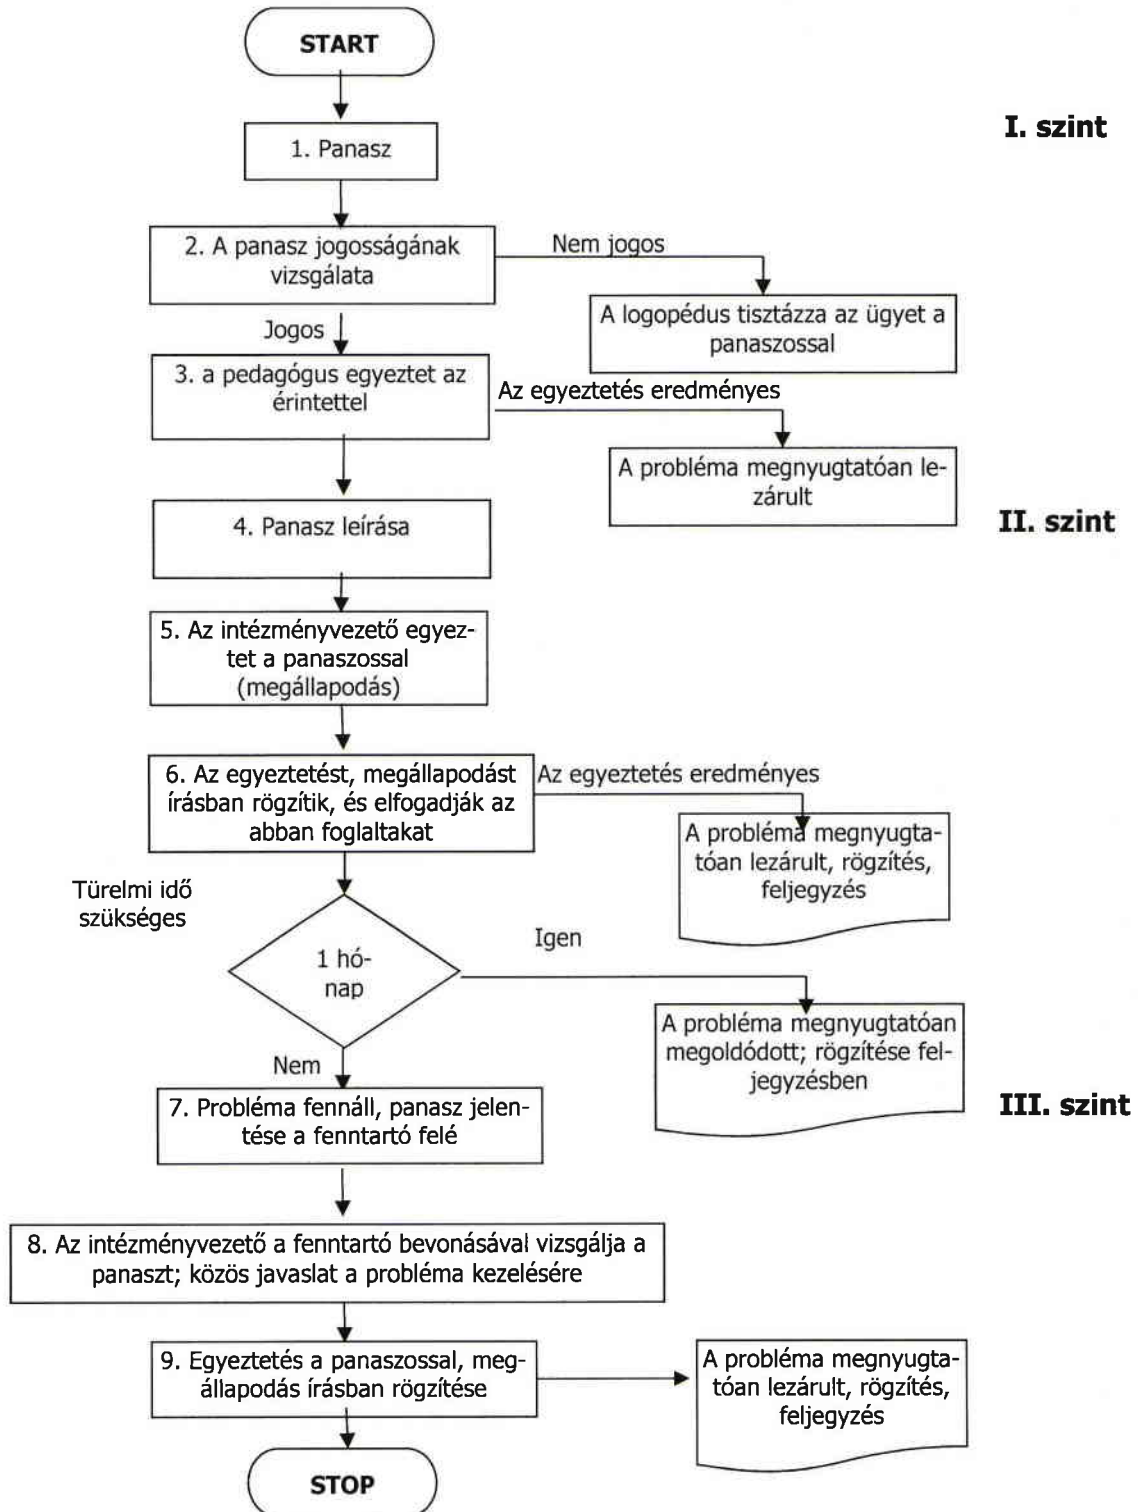 START
I. szint
1. Panasz
2. A panasz jogosságának
vizsgálata
Nem jogos
A logopédus tisztázza az ügyet a
panaszossal
Jogos
3. a pedagógus egyeztet az
érintettel
Az egyeztetés eredményes
A probléma megnyugtatóan le-
zárult
II. szint
4. Panasz leírása
5. Az intézményvezető egyez-
tet a panaszossal
(megállapodás)
6. Az egyeztetést, megállapodást
írásban rögzítik, és elfogadják az
abban foglaltakat
Az egyeztetés eredményes
A probléma megnyugta-
tóan lezárult, rögzítés,
feljegyzés
Türelmi idő
szükséges
1 hó-
nap
Igen
A probléma megnyugtatóan
megoldódott; rögzítése fel-
jegyzésben
Nem
III. szint
7. Probléma fennáll, panasz jelen-
tése a fenntartó felé
8. Az intézményvezető a fenntartó bevonásával vizsgálja a
panaszt; közös javaslat a probléma kezelésére
9. Egyeztetés a panaszossal, meg-
állapodás írásban rögzítése
A probléma megnyugta-
tóan lezárult, rögzítés,
feljegyzés
STOP